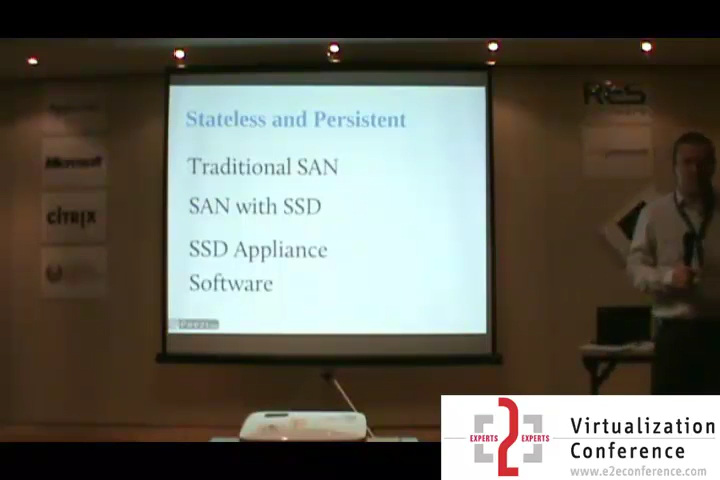 RES
Stateless and Persistent
Traditional SAN
SAN with SSD
SSD Appliance
Software
Microsoft
CITRIX
Prezi
EXPERTS 2 EXPERTS
Virtualization
Conference
www.e2econference.com